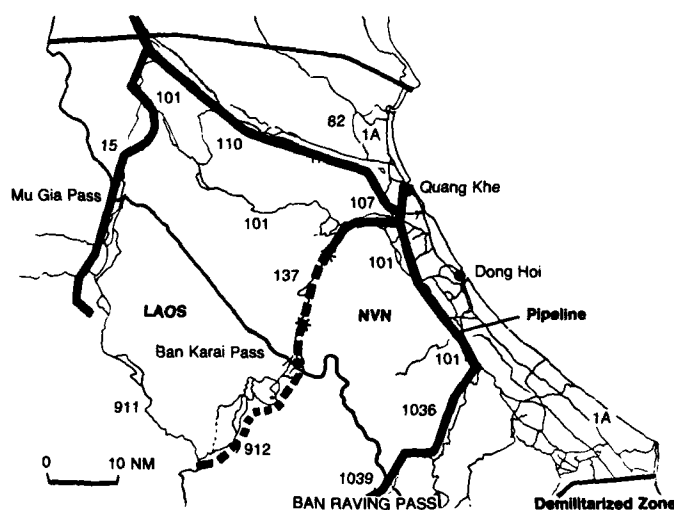 101
110
62
1A
15
Quang Khe
Mu Gia Pass
107
101
101
Dong Hoi
137
LAOS
NVN
Pipeline
Ban Karai Pass
101
911
1036
1A
912
0 10 NM
1039
BAN RAVING PASS
Demilitarized Zone